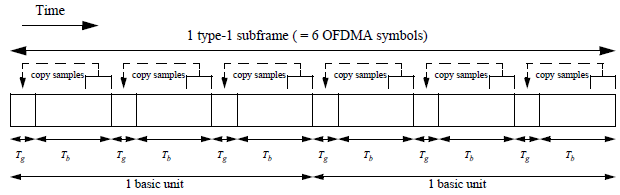 Time
1 type-1 subframe ( = 6 OFDMA symbols)
copy samples copy samples copy samples copy samples copy samples copy samples
Tg Tb Tg Tb Tg Tb Tg Tb Tg Tb Tg Tb
1 basic unit 1 basic unit